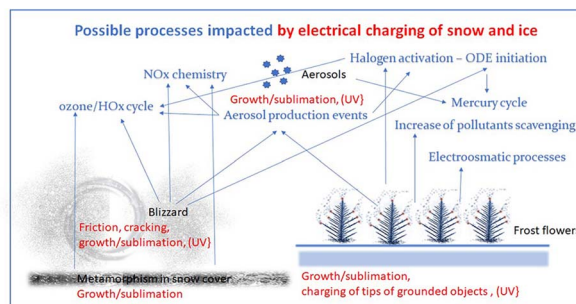 Possible processes impacted by electrical charging of snow and ice
Halogen activation – ODE initiation
NOx chemistry
Aerosols
ozone/HOx cycle
Growth/sublimation, (UV}
Mercury cycle
Aerosol production events
Increase of pollutants scavenging
Electroosmatic processes
Blizzard
Frost flowers
Friction, cracking,
growth/sublimation, (UV}
Metamorphism in snow cover
Growth/sublimation
Growth/sublimation,
charging of tips of grounded objects , (UV}